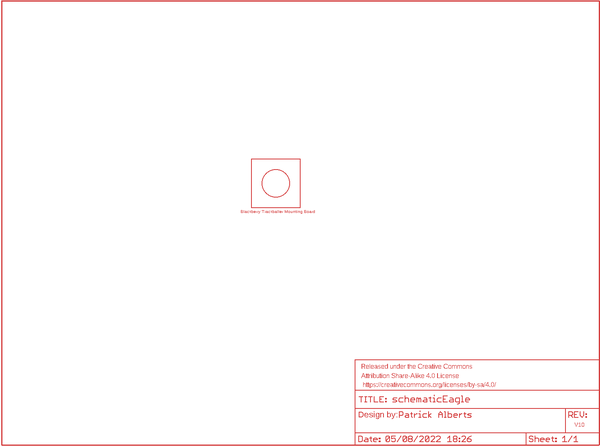 Blackberry Trackballer Mounting Board
Released under the Creative Commons
Attribution Share-Alike 4.0 License
https://creativecommons.org/licenses/by-sa/4.0/
TITLE: schematicEagle
Design by: Patrick Alberts
REV:
V10
Date: 05/08/2022 18:26
Sheet: 1/1